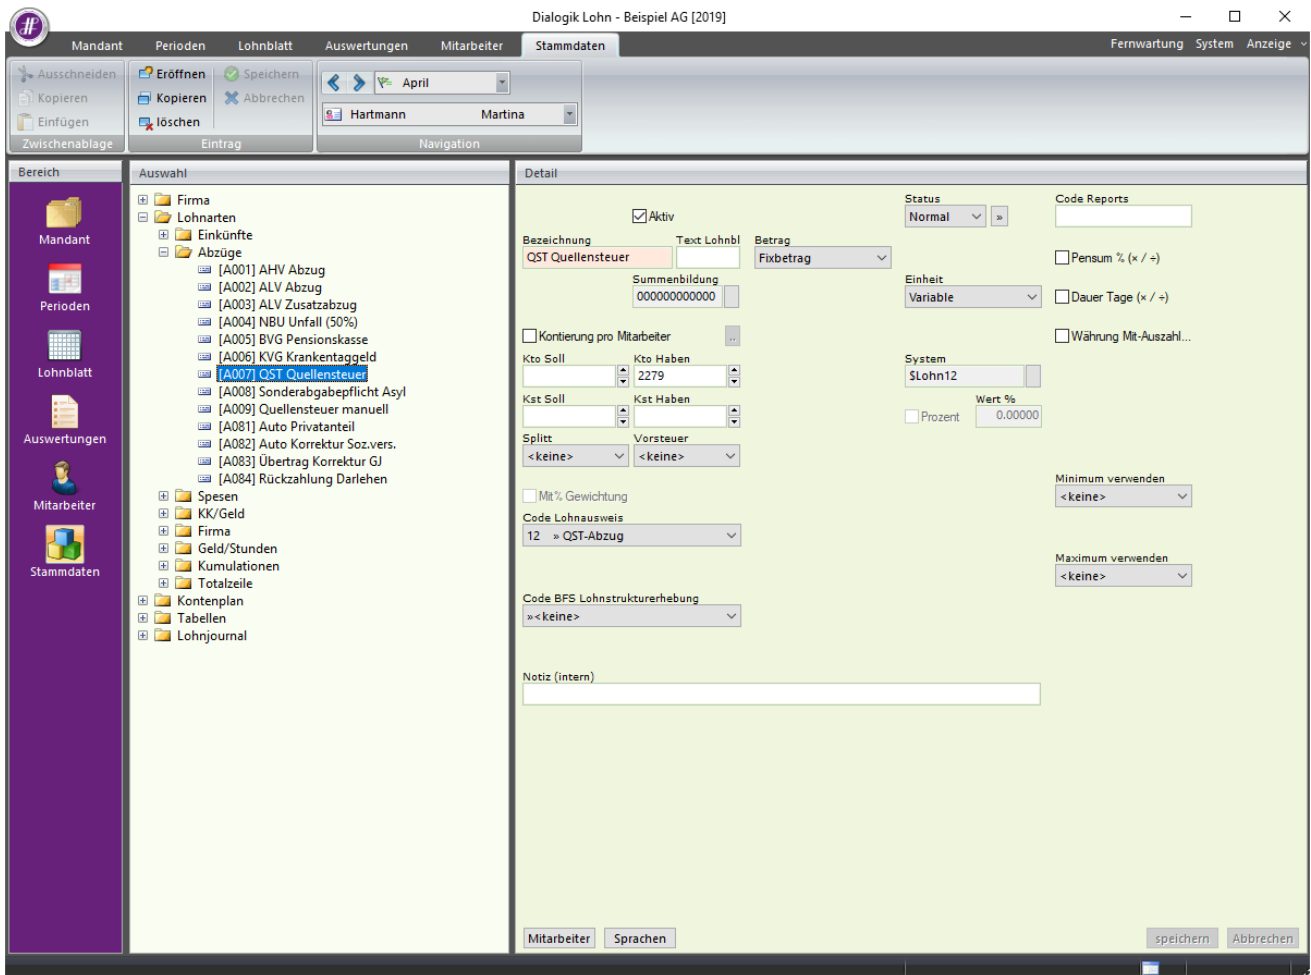 Dialogik Lohn - Beispiel AG [2019]
Mandant Perioden Lohnblatt Auswertungen Mitarbeiter Stammdaten Fernwartung System Anzeige
Ausschneiden Eröffnen Speichern
April
Kopieren Kopieren Abbrechen
Einfügen löschen
Hartmann Martina
Zwischenablage Eintrag Navigation
Bereich
Mandant
Perioden
Lohnblatt
Auswertungen
Mitarbeiter
Stammdaten
Auswahl
Firma
Lohnarten
Einkünfte
Abzüge
[A001] AHV Abzug
[A002] ALV Abzug
[A003] ALV Zusatzabzug
[A004] NBU Unfall (50%)
[A005] BVG Pensionskasse
[A006] KVG Krankentaggeld
[A007] QST Quellensteuer
[A008] Sonderabgabepflicht Asyl
[A009] Quellensteuer manuell
[A081] Auto Privatanteil
[A082] Auto Korrektur Soz.vers.
[A083] Übertrag Korrektur GJ
[A084] Rückzahlung Darlehen
Spesen
KK/Geld
Firma
Geld/Stunden
Kumulationen
Totalzeile
Kontenplan
Tabellen
Lohnjournal
Detail
Status Code Reports
Aktiv Normal »
Bezeichnung Text Lohnbl Betrag
QST Quellensteuer Fixbetrag Pensum % (× / ÷)
Summenbildung Einheit
000000000000 Variable Dauer Tage (× / ÷)
Kontierung pro Mitarbeiter .. Währung Mit-Auszahl...
Kto Soll Kto Haben System
2279 $Lohn12
Kst Soll Kst Haben Wert %
Prozent 0.00000
Splitt Vorsteuer
<keine> <keine>
Minimum verwenden
Mit% Gewichtung <keine>
Code Lohnausweis
12 » QST-Abzug
Maximum verwenden
<keine>
Code BFS Lohnstrukturerhebung
»<keine>
Notiz (intern)
Mitarbeiter Sprachen speichern Abbrechen